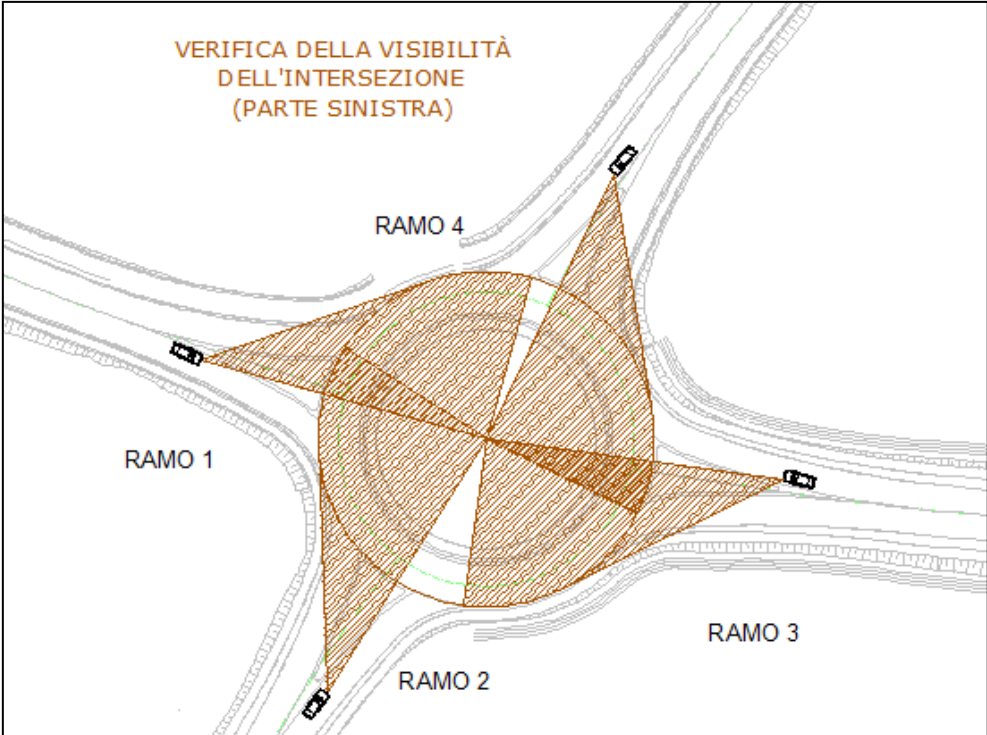 VERIFICA DELLA VISIBILITÀ
DELL'INTERSEZIONE
(PARTE SINISTRA)
RAMO 4
RAMO 1
RAMO 3
RAMO 2